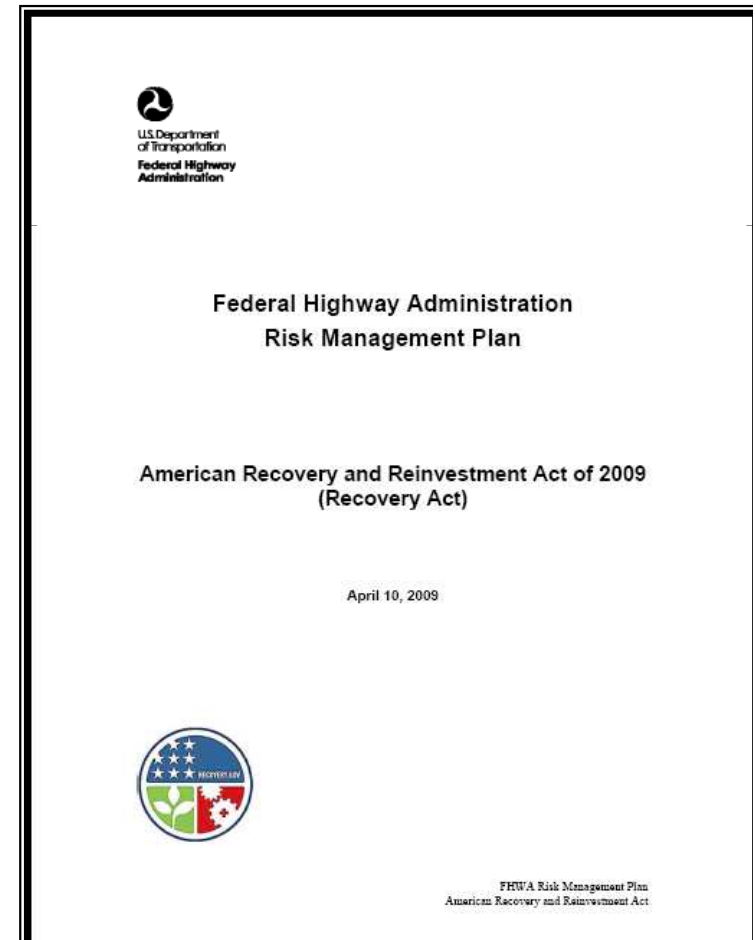 U.S. Department
of Transportation
Federal Highway
Administration
Federal Highway Administration
Risk Management Plan
American Recovery and Reinvestment Act of 2009
(Recovery Act)
April 10, 2009
RECOVERY.GOV
FHWA Risk Management Plan
American Recovery and Reinvestment Act